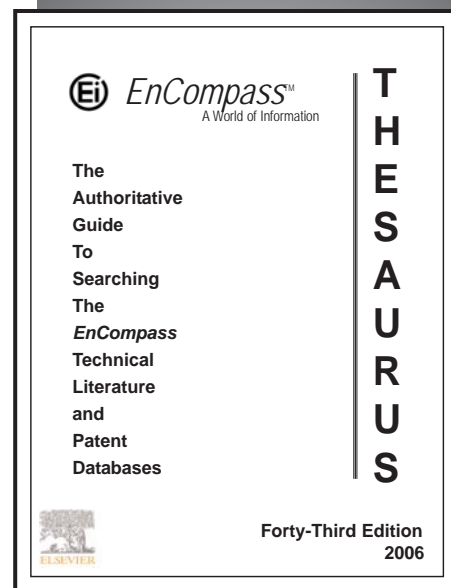 Ei EnCompass™
A World of Information
The
Authoritative
Guide
To
Searching
The
EnCompass
Technical
Literature
and
Patent
Databases
T
H
E
S
A
U
R
U
S
ELSEVIER
Forty-Third Edition
2006